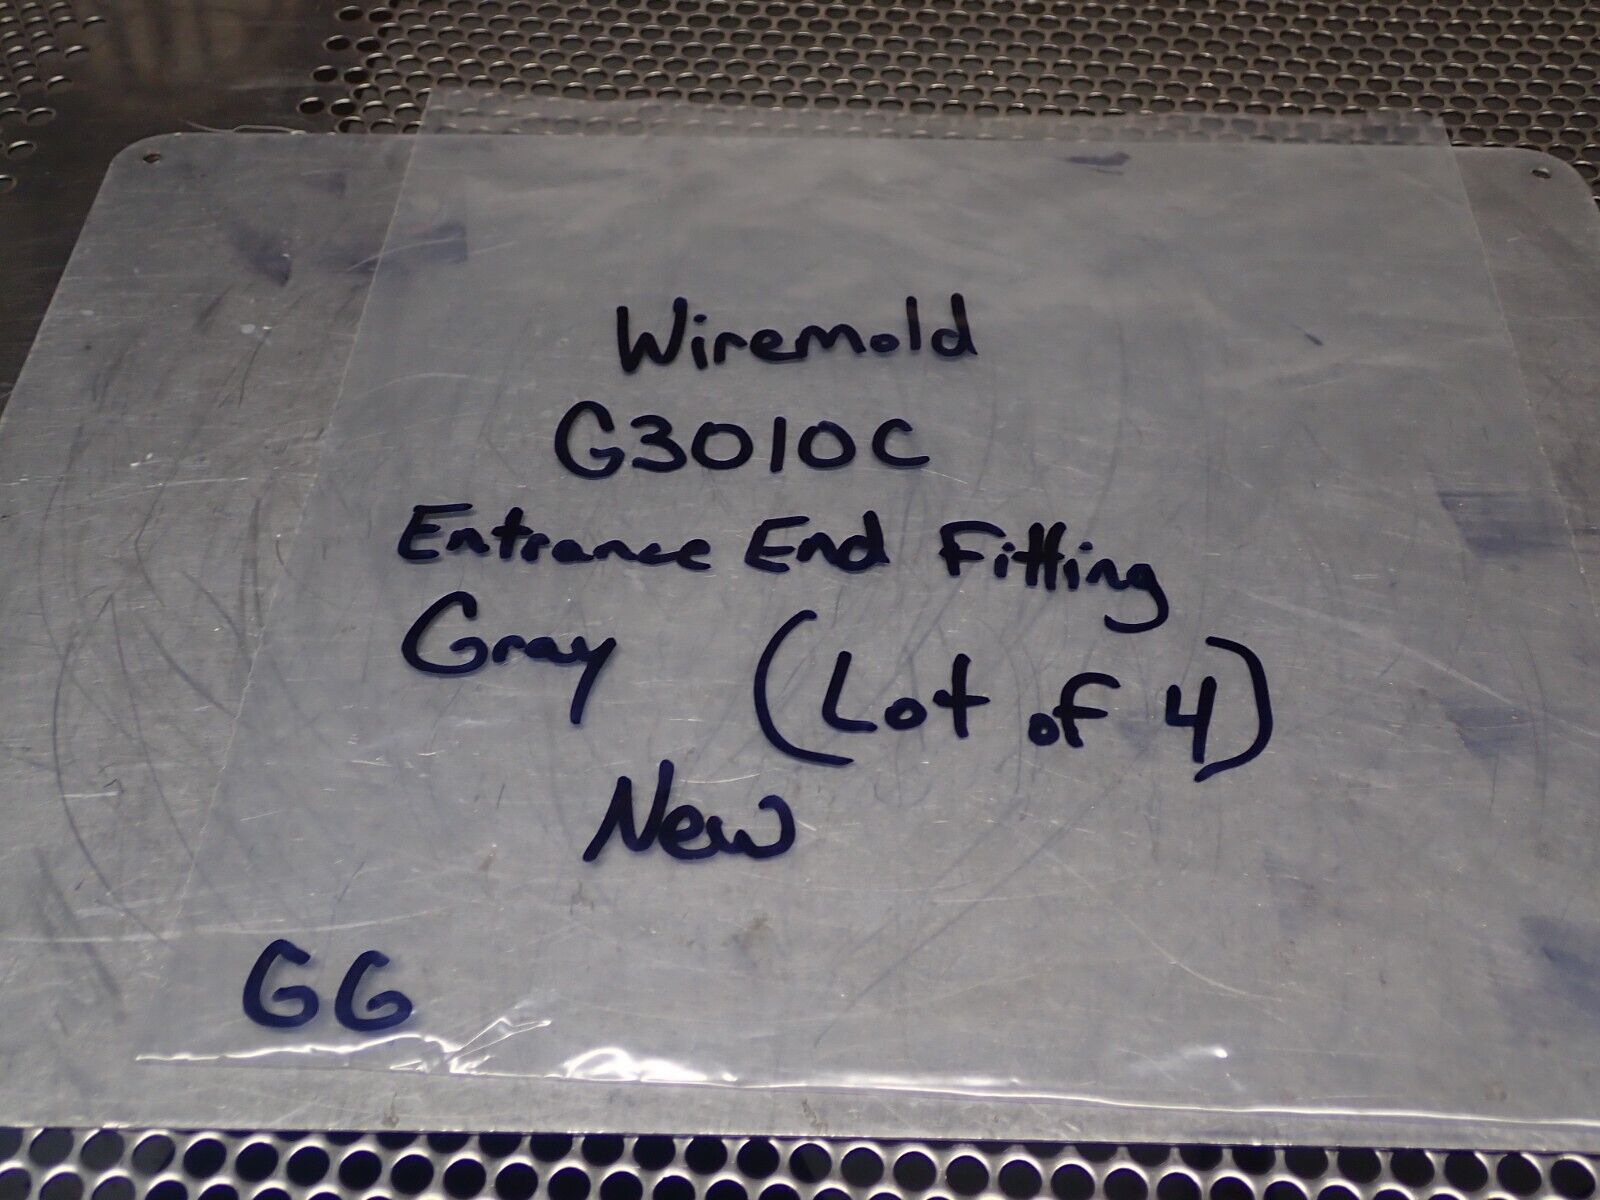 Wiremold
G3010C
Entrance End Fitting
Gray (Lot of 4)
New
GG